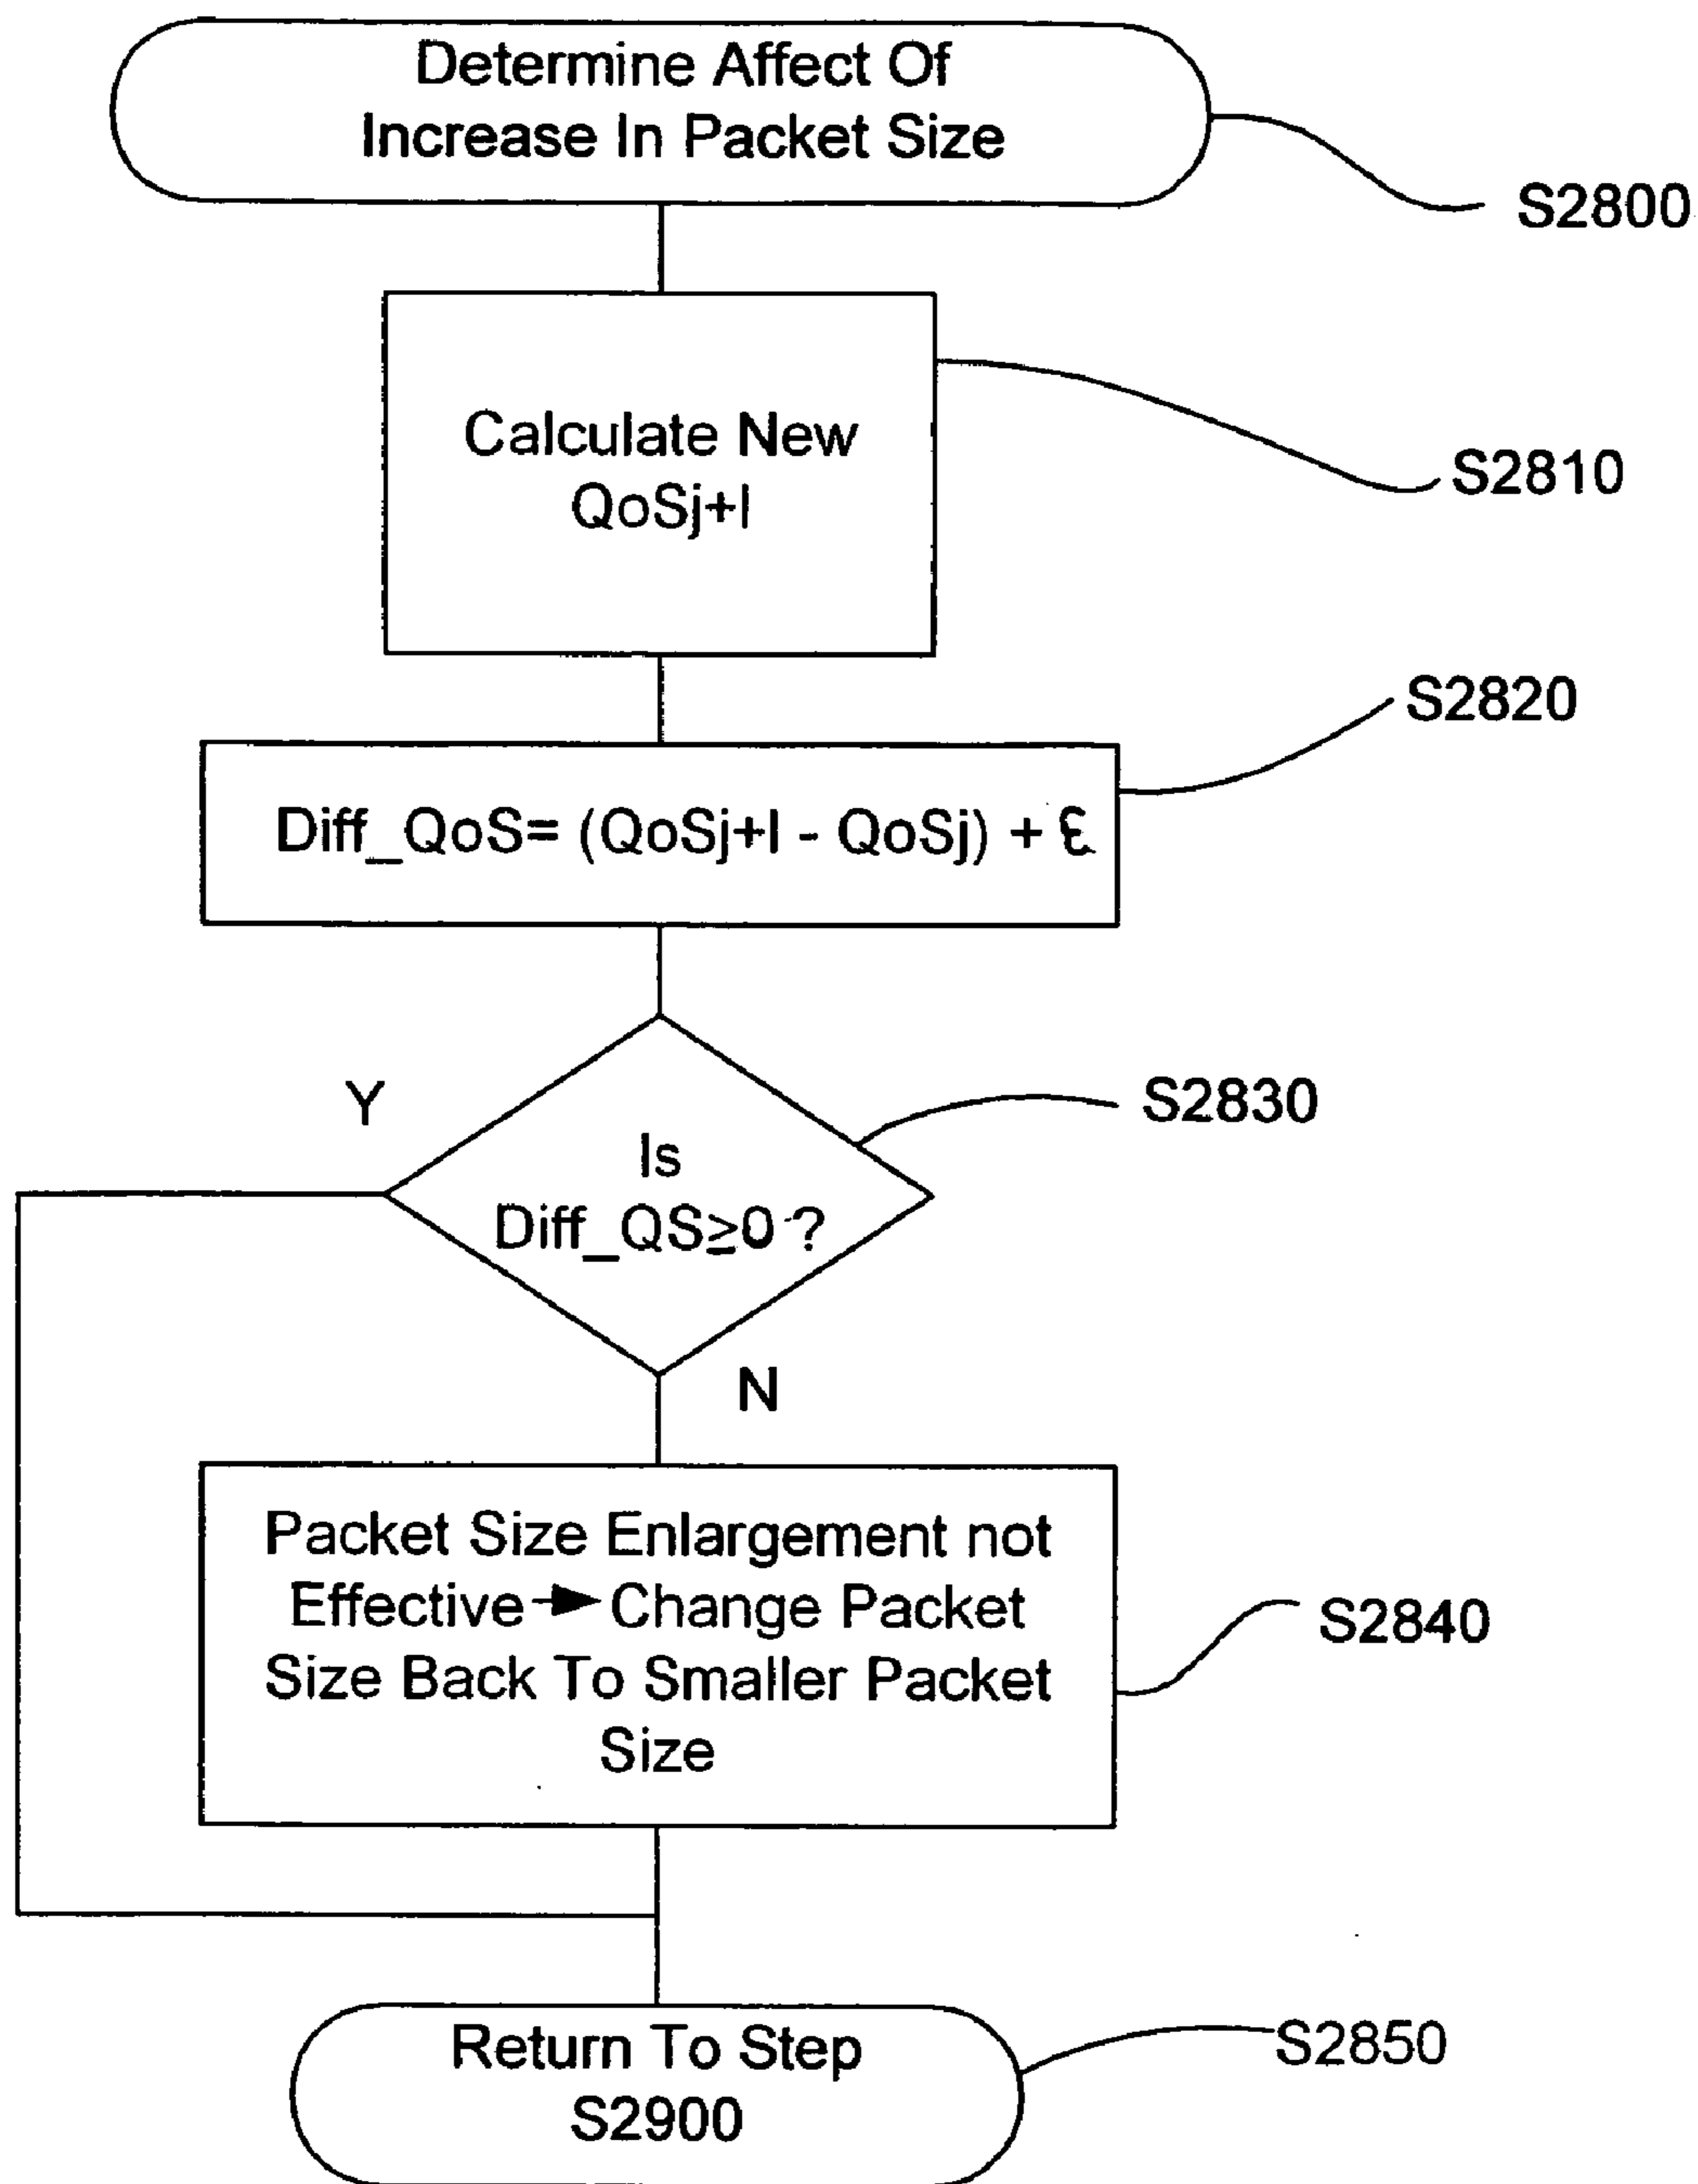 Determine Affect Of
Increase In Packet Size
S2800
Calculate New
QoSj+l
S2810
S2820
Diff_QoS= (QoSj+l - QoSj) + Ɛ
Y
S2830
Is
Diff_QS≥0 ?
N
Packet Size Enlargement not
Effective → Change Packet
Size Back To Smaller Packet
Size
S2840
Return To Step
S2900
S2850